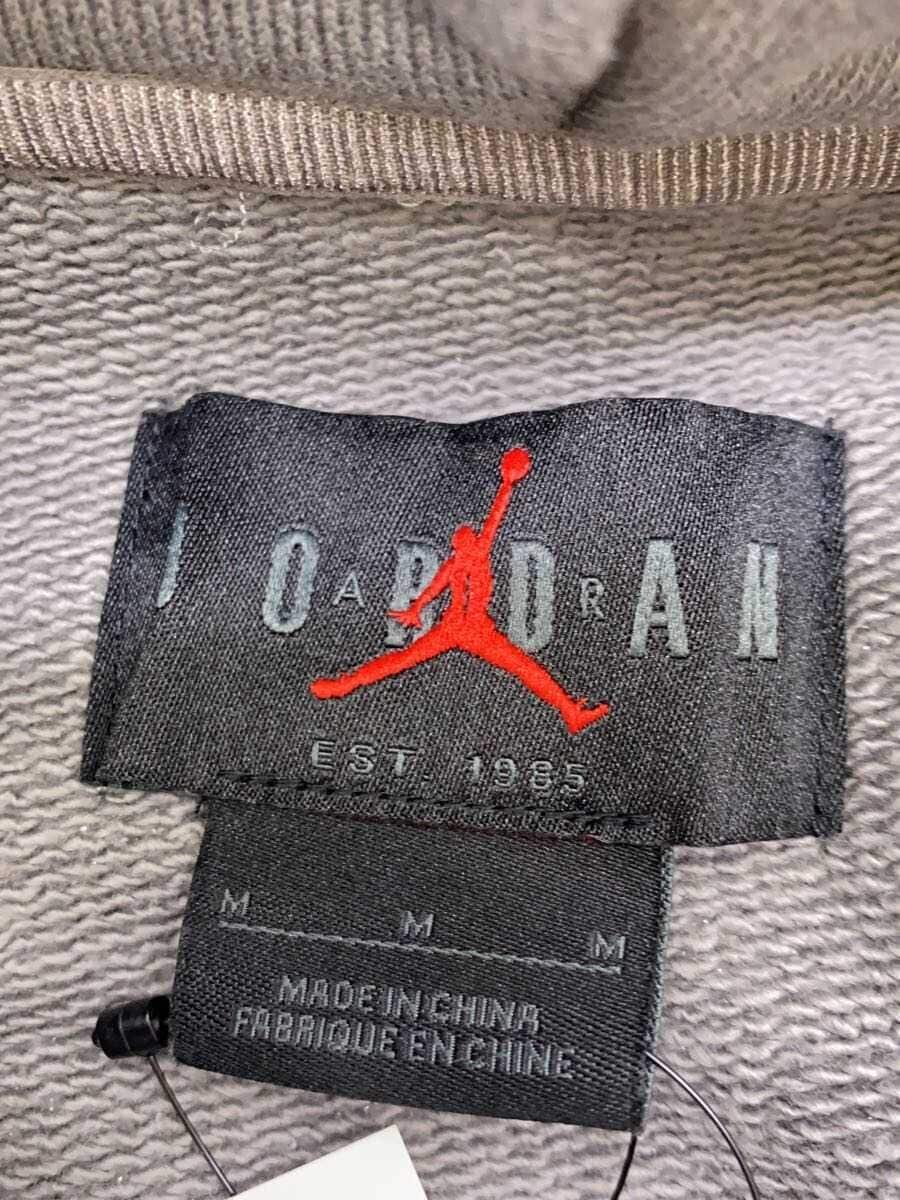 JORDAN
AIR
EST. 1985
M M M
MADE IN CHINA
FABRIQUE EN CHINE